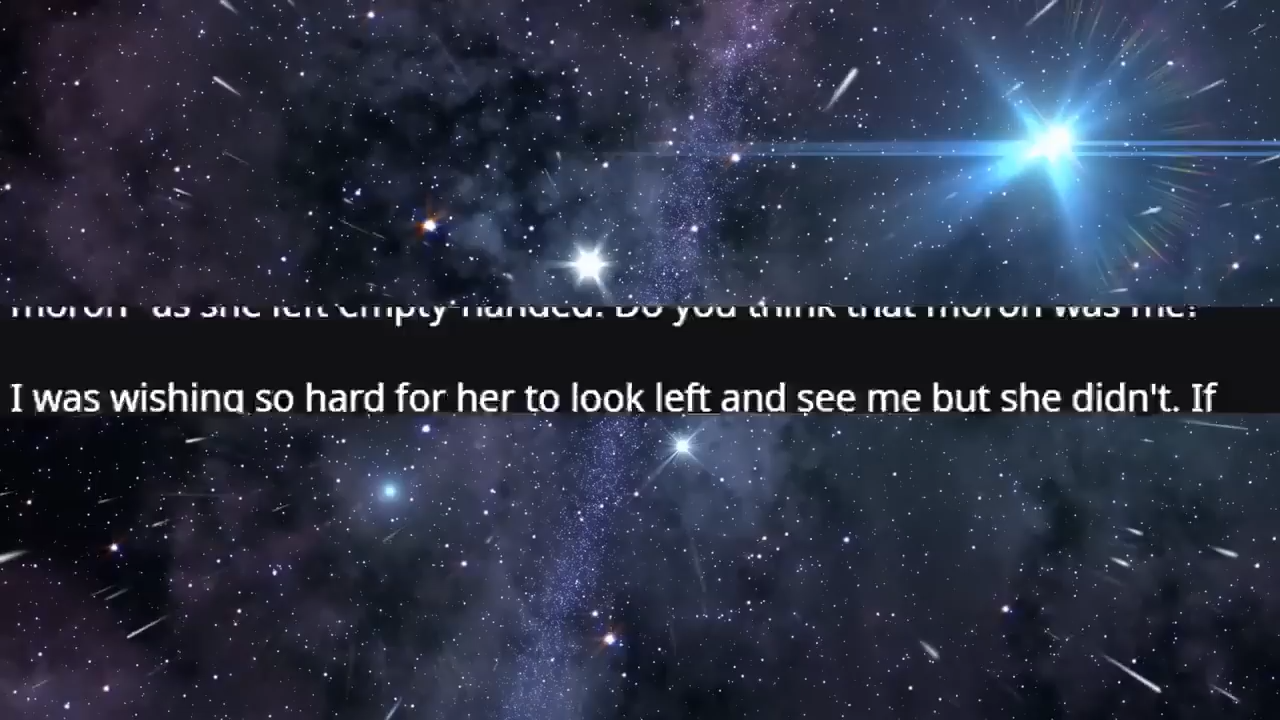 moron" as she left empty-handed. Do you think that moron was me?
I was wishing so hard for her to look left and see me but she didn't. If